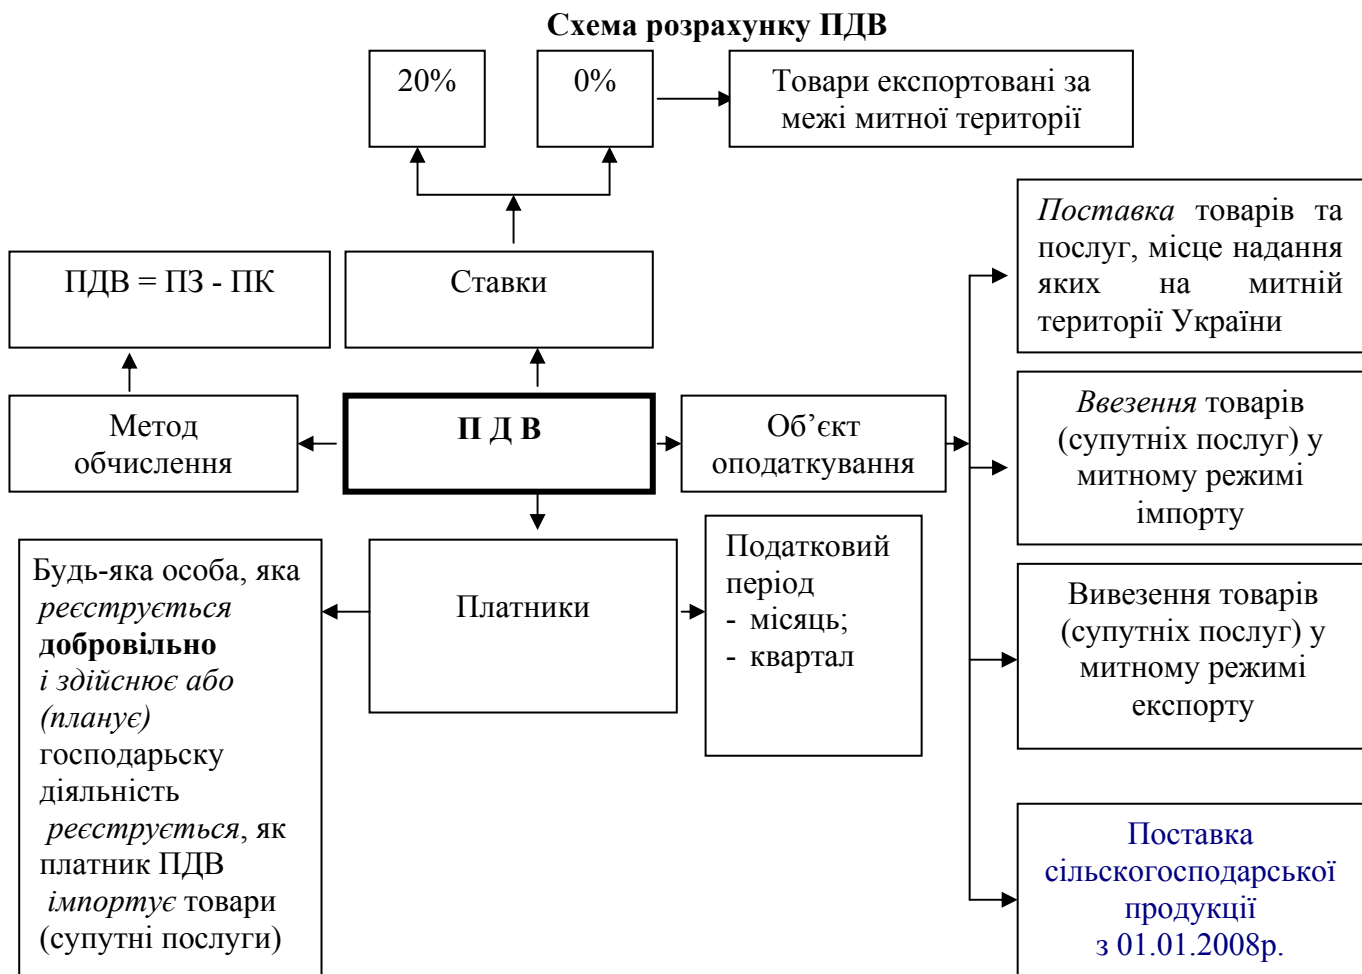 Схема розрахунку ПДВ
20%
0%
Товари експортовані за
межі митної території
Поставка товарів та
послуг, місце надання
яких на митній
території України
ПДВ = ПЗ - ПК
Ставки
Метод
обчислення
П Д В
Об’єкт
оподаткування
Ввезення товарів
(супутніх послуг) у
митному режимі
імпорту
Будь-яка особа, яка
реєструється
добровільно
і здійснює або
(планує)
господарьску
діяльність
реєструється, як
платник ПДВ
імпортує товари
(супутні послуги)
Платники
Податковий
період
- місяць;
- квартал
Вивезення товарів
(супутніх послуг) у
митному режимі
експорту
Поставка
сільскогосподарської
продукції
з 01.01.2008р.